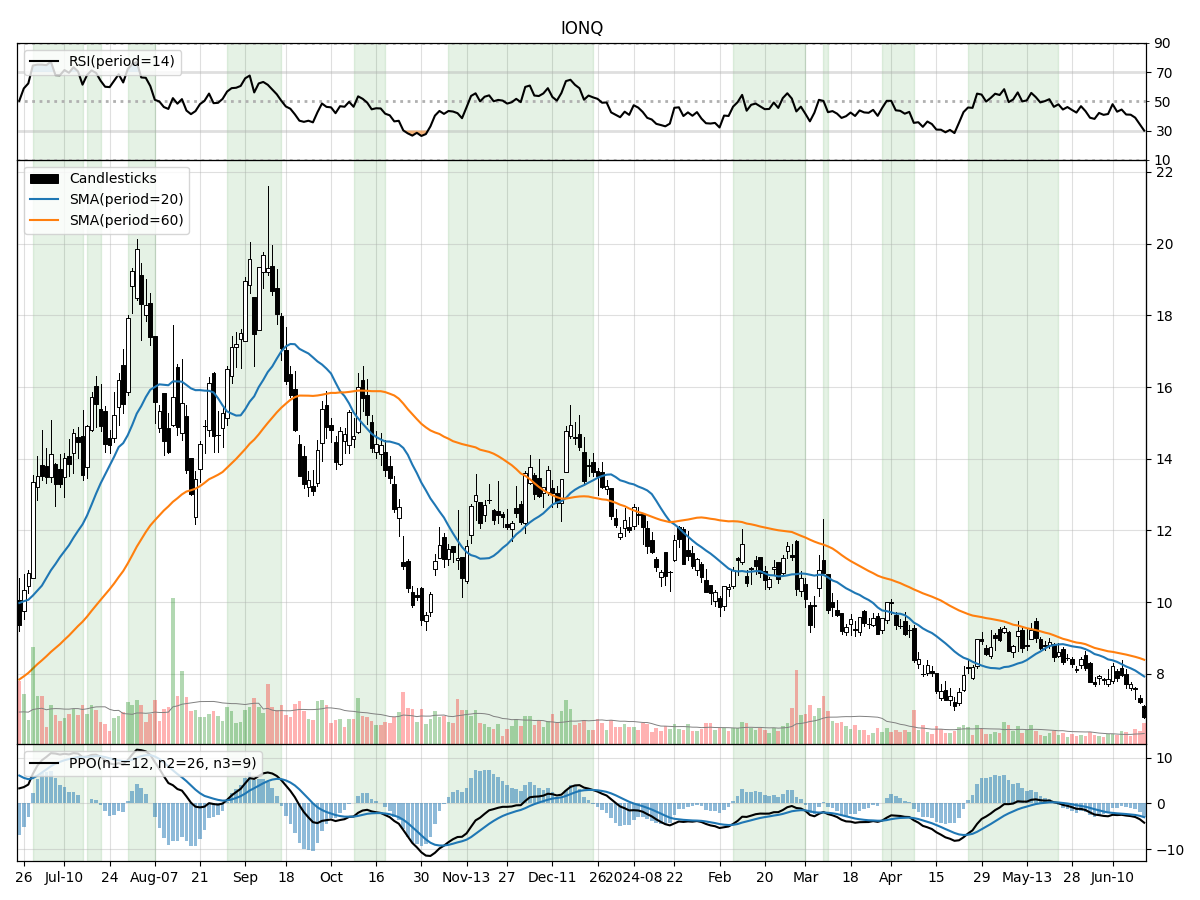 IONQ
RSI(period=14)
90
70
50
30
10
Candlesticks
SMA(period=20)
SMA(period=60)
22
20
18
16
14
12
10
8
PPO(n1=12, n2=26, n3=9)
10
0
−10
26 Jul-10 24 Aug-07 21 Sep 18 Oct 16 30 Nov-13 27 Dec-11 26 2024-08 22 Feb 20 Mar 18 Apr 15 29 May-13 28 Jun-10